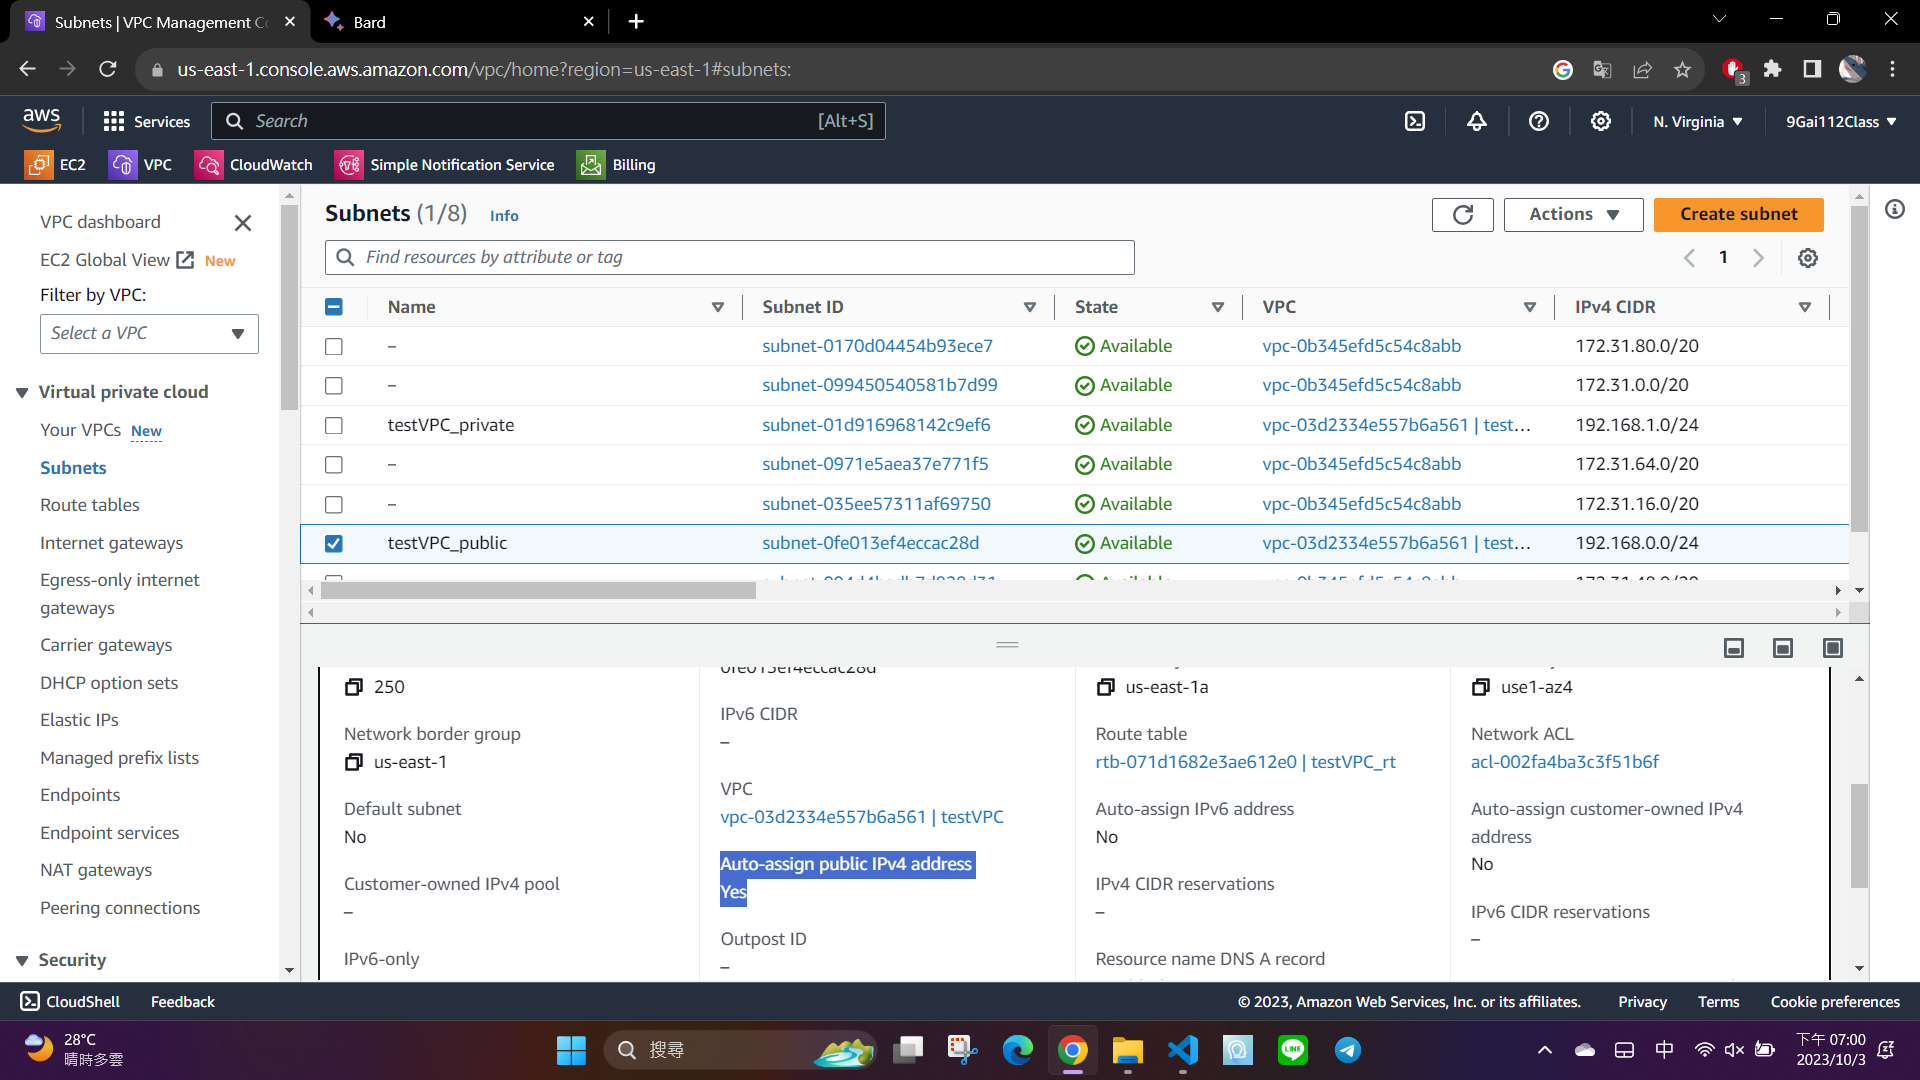 Subnets | VPC Management Co
Bard
us-east-1.console.aws.amazon.com/vpc/home?region=us-east-1#subnets:
3
aws
Services
Search
[Alt+S]
N. Virginia
9Gai112Class
EC2
VPC
CloudWatch
Simple Notification Service
Billing
VPC dashboard
EC2 Global View New
Filter by VPC:
Select a VPC
Virtual private cloud
Your VPCs New
Subnets
Route tables
Internet gateways
Egress-only internet
gateways
Carrier gateways
DHCP option sets
Elastic IPs
Managed prefix lists
Endpoints
Endpoint services
NAT gateways
Peering connections
Security
Subnets (1/8) Info
Actions
Create subnet
Find resources by attribute or tag
1
Name Subnet ID State VPC IPv4 CIDR
– subnet-0170d04454b93ece7 Available vpc-0b345efd5c54c8abb 172.31.80.0/20
– subnet-099450540581b7d99 Available vpc-0b345efd5c54c8abb 172.31.0.0/20
testVPC_private subnet-01d916968142c9ef6 Available vpc-03d2334e557b6a561 | test… 192.168.1.0/24
– subnet-0971e5aea37e771f5 Available vpc-0b345efd5c54c8abb 172.31.64.0/20
– subnet-035ee57311af69750 Available vpc-0b345efd5c54c8abb 172.31.16.0/20
testVPC_public subnet-0fe013ef4eccac28d Available vpc-03d2334e557b6a561 | test… 192.168.0.0/24
250
Network border group
us-east-1
Default subnet
No
Customer-owned IPv4 pool
–
IPv6-only
0fe013ef4eccac28d
IPv6 CIDR
–
VPC
vpc-03d2334e557b6a561 | testVPC
Auto-assign public IPv4 address
Yes
Outpost ID
–
us-east-1a
Route table
rtb-071d1682e3ae612e0 | testVPC_rt
Auto-assign IPv6 address
No
IPv4 CIDR reservations
–
Resource name DNS A record
use1-az4
Network ACL
acl-002fa4ba3c3f51b6f
Auto-assign customer-owned IPv4
address
No
IPv6 CIDR reservations
–
CloudShell
Feedback
© 2023, Amazon Web Services, Inc. or its affiliates.
Privacy
Terms
Cookie preferences
28°C
晴時多雲
搜尋
LINE
中
下午 07:00
2023/10/3